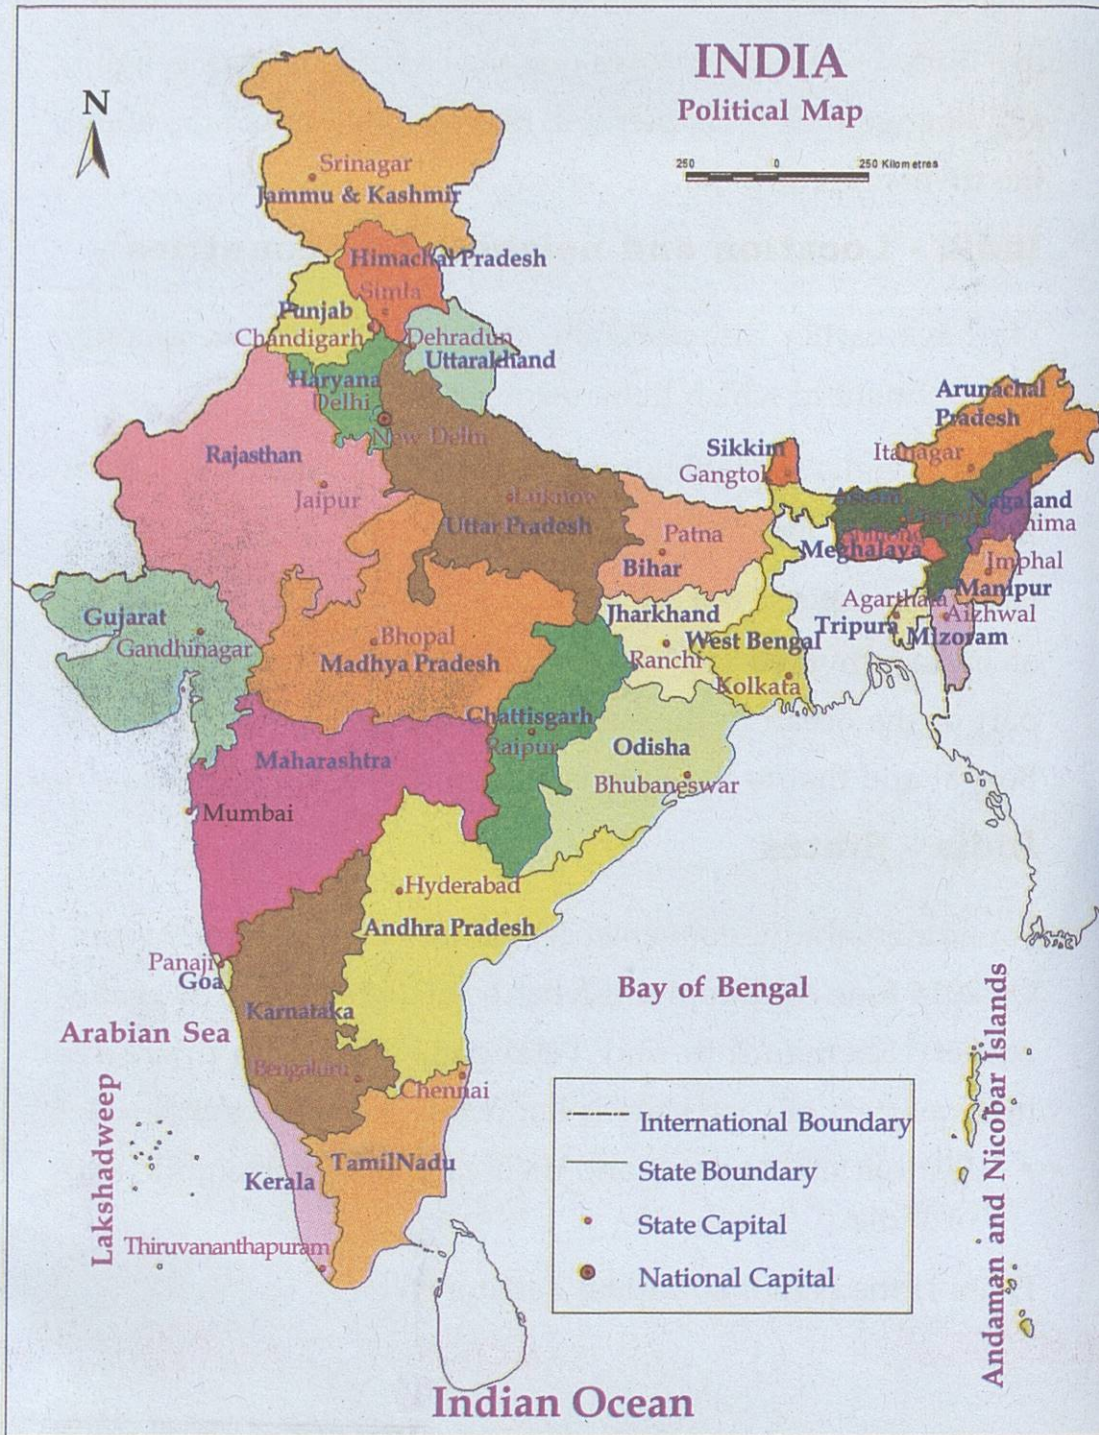 INDIA
Political Map
N
250 0 250 Kilometres
Srinagar
Jammu & Kashmir
Himachal Pradesh
Simla
Punjab
Chandigarh
Dehradun
Uttarakhand
Haryana
Delhi
New Delhi
Rajasthan
Jaipur
Luknow
Uttar Pradesh
Arunachal
Pradesh
Itanagar
Sikkim
Gangtok
Assam
Nagaland
Kohima
Meghalaya
Imphal
Manipur
Agarthala
Aizhwal
Tripura
Mizoram
Patna
Bihar
Jharkhand
Ranchi
West Bengal
Kolkata
Gujarat
Gandhinagar
Bhopal
Madhya Pradesh
Chattisgarh
Raipur
Odisha
Bhubaneswar
Maharashtra
Mumbai
Hyderabad
Andhra Pradesh
Panaji
Goa
Karnataka
Bengaluru
Chennai
TamilNadu
Kerala
Thiruvananthapuram
Arabian Sea
Bay of Bengal
Lakshadweep
Andaman and Nicobar Islands
International Boundary
State Boundary
State Capital
National Capital
Indian Ocean